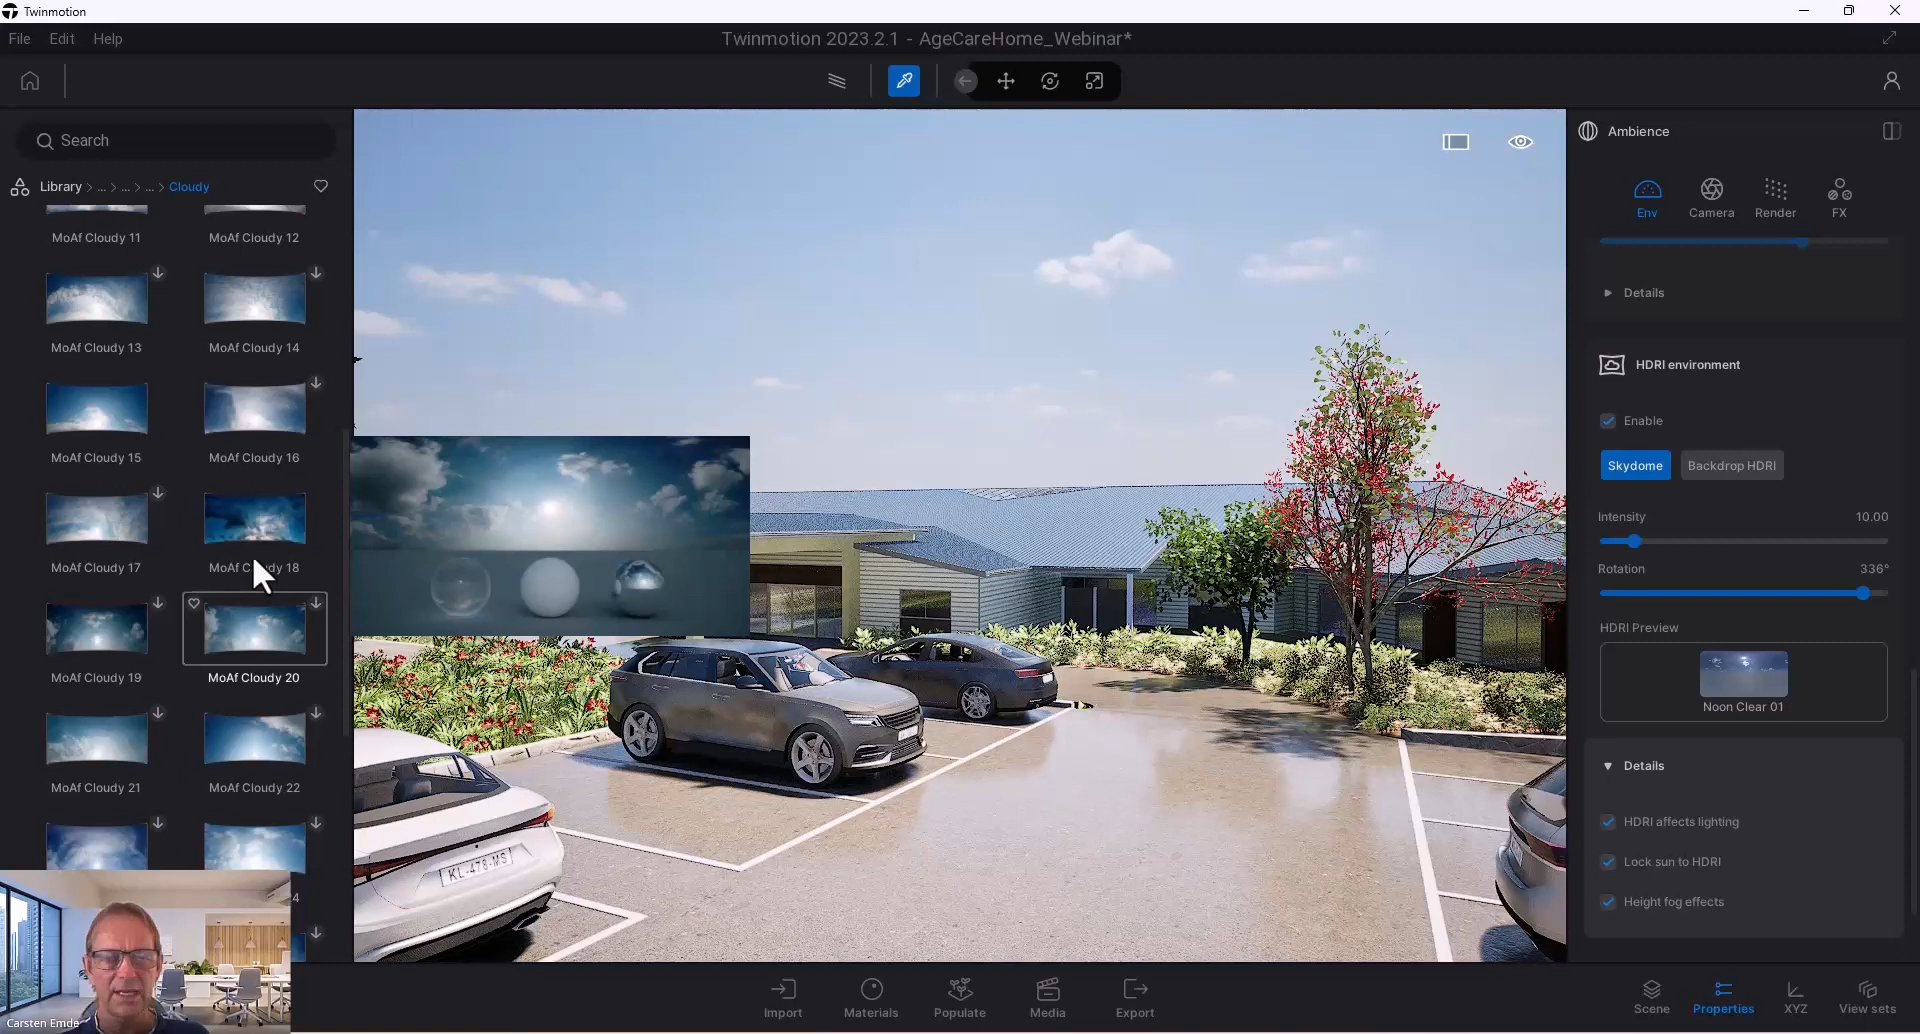 Twinmotion
File Edit Help
Twinmotion 2023.2.1 - AgeCareHome_Webinar*
Search
Library > ... > ... > ... > Cloudy
MoAf Cloudy 11
MoAf Cloudy 12
MoAf Cloudy 13
MoAf Cloudy 14
MoAf Cloudy 15
MoAf Cloudy 16
MoAf Cloudy 17
MoAf Cloudy 18
MoAf Cloudy 19
MoAf Cloudy 20
MoAf Cloudy 21
MoAf Cloudy 22
4
Carsten Emde
KL-478-MS
Ambience
Env Camera Render FX
Details
HDRI environment
Enable
Skydome Backdrop HDRI
Intensity 10.00
Rotation 336°
HDRI Preview
Noon Clear 01
Details
HDRI affects lighting
Lock sun to HDRI
Height fog effects
Import Materials Populate Media Export
Scene Properties XYZ View sets